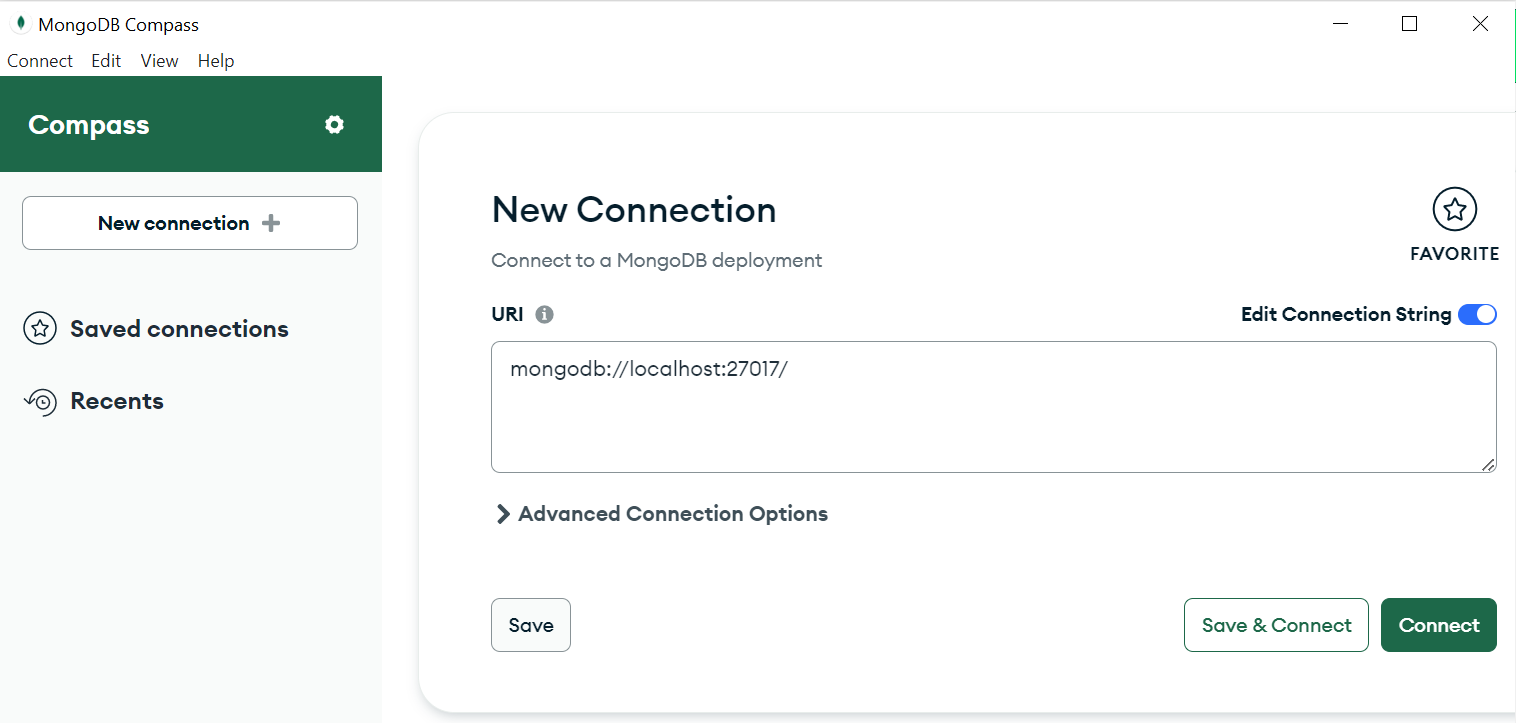 MongoDB Compass
Connect Edit View Help
Compass
New connection
Saved connections
Recents
New Connection
Connect to a MongoDB deployment
FAVORITE
URI
Edit Connection String
mongodb://localhost:27017/
Advanced Connection Options
Save
Save & Connect
Connect